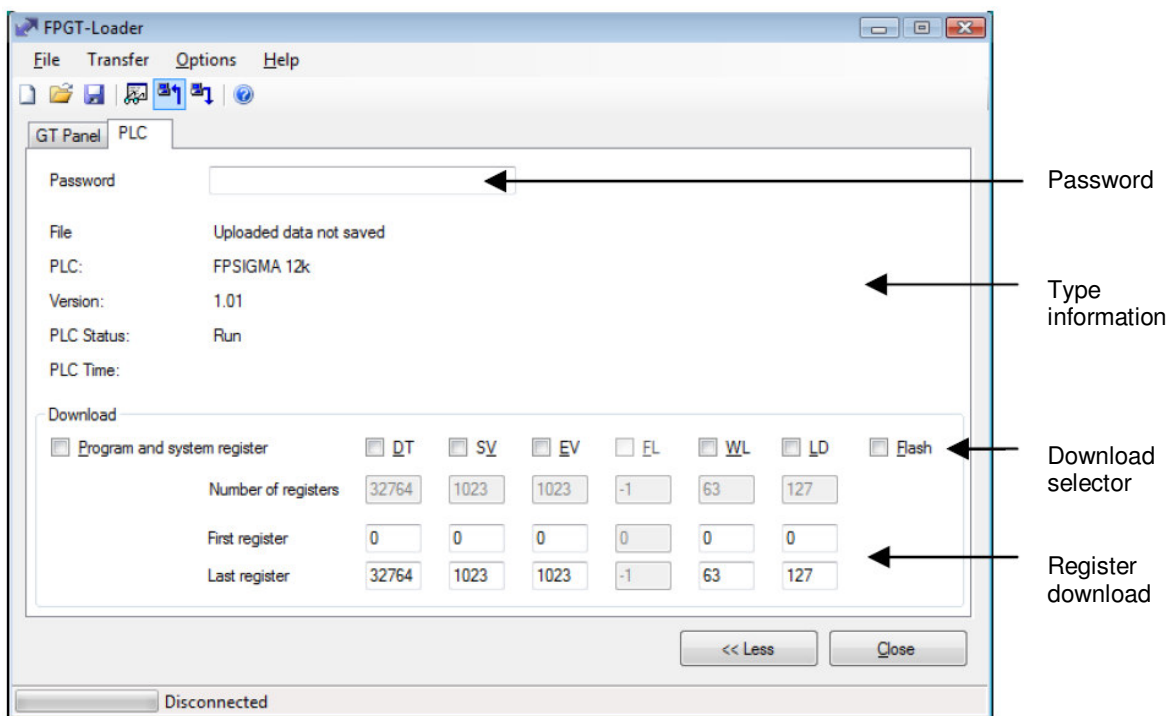 FPGT-Loader
File Transfer Options Help
GT Panel PLC
Password
Password
File Uploaded data not saved
PLC: FPSIGMA 12k
Version: 1.01
Type
information
PLC Status: Run
PLC Time:
Download
Program and system register DT SV EV FL WL LD Flash
Download
selector
Number of registers 32764 1023 1023 -1 63 127
First register 0 0 0 0 0 0
Last register 32764 1023 1023 -1 63 127
Register
download
<< Less Close
Disconnected